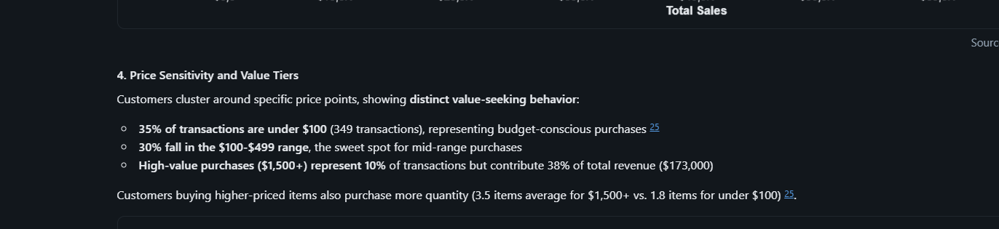 Total Sales
Sourc
4. Price Sensitivity and Value Tiers
Customers cluster around specific price points, showing distinct value-seeking behavior:
35% of transactions are under $100 (349 transactions), representing budget-conscious purchases 25
30% fall in the $100-$499 range, the sweet spot for mid-range purchases
High-value purchases ($1,500+) represent 10% of transactions but contribute 38% of total revenue ($173,000)
Customers buying higher-priced items also purchase more quantity (3.5 items average for $1,500+ vs. 1.8 items for under $100) 25.